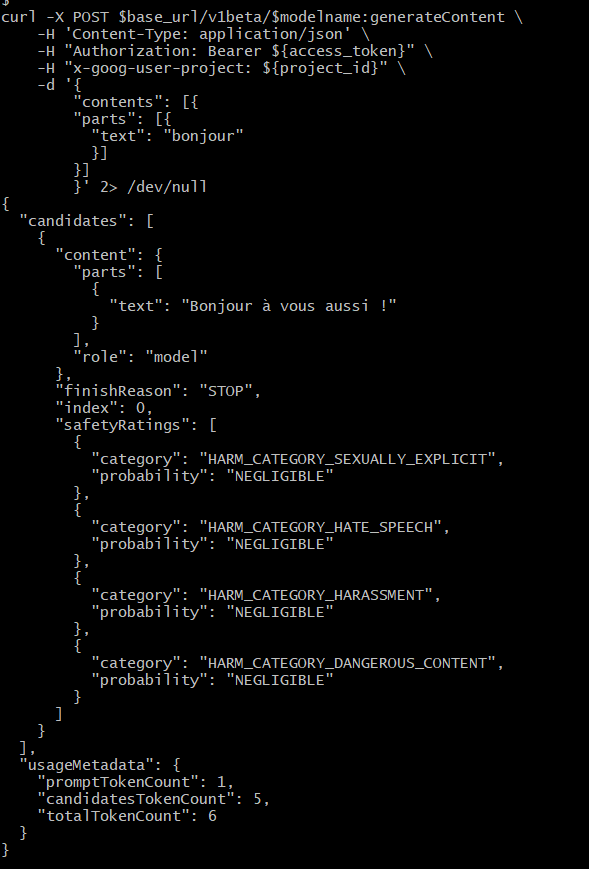 $
curl -X POST $base_url/v1beta/$modelname:generateContent \
    -H 'Content-Type: application/json' \
    -H "Authorization: Bearer ${access_token}" \
    -H "x-goog-user-project: ${project_id}" \
    -d '{
        "contents": [{
        "parts": [{
          "text": "bonjour"
          }]
        }]
        }' 2> /dev/null
{
  "candidates": [
    {
      "content": {
        "parts": [
          {
            "text": "Bonjour à vous aussi !"
          }
        ],
        "role": "model"
      },
      "finishReason": "STOP",
      "index": 0,
      "safetyRatings": [
        {
          "category": "HARM_CATEGORY_SEXUALLY_EXPLICIT",
          "probability": "NEGLIGIBLE"
        },
        {
          "category": "HARM_CATEGORY_HATE_SPEECH",
          "probability": "NEGLIGIBLE"
        },
        {
          "category": "HARM_CATEGORY_HARASSMENT",
          "probability": "NEGLIGIBLE"
        },
        {
          "category": "HARM_CATEGORY_DANGEROUS_CONTENT",
          "probability": "NEGLIGIBLE"
        }
      ]
    }
  ],
  "usageMetadata": {
    "promptTokenCount": 1,
    "candidatesTokenCount": 5,
    "totalTokenCount": 6
  }
}